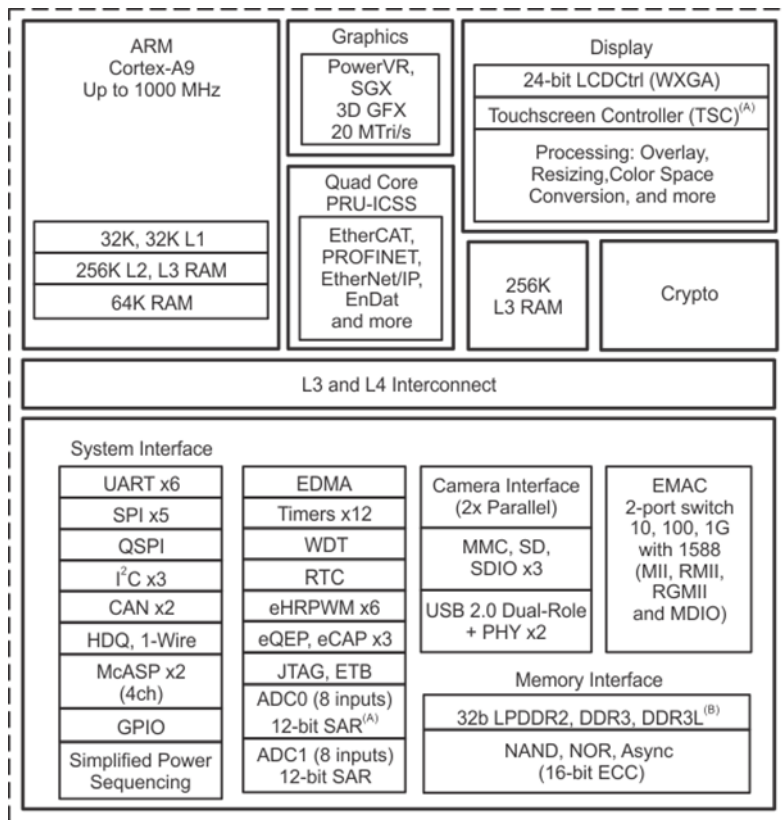 ARM
Cortex-A9
Up to 1000 MHz
32K, 32K L1
256K L2, L3 RAM
64K RAM
Graphics
PowerVR,
SGX
3D GFX
20 MTri/s
Quad Core
PRU-ICSS
EtherCAT,
PROFINET,
EtherNet/IP,
EnDat
and more
Display
24-bit LCDCtrl (WXGA)
Touchscreen Controller (TSC)(A)
Processing: Overlay,
Resizing,Color Space
Conversion, and more
256K
L3 RAM
Crypto
L3 and L4 Interconnect
System Interface
UART x6
SPI x5
QSPI
I2C x3
CAN x2
HDQ, 1-Wire
McASP x2
(4ch)
GPIO
Simplified Power
Sequencing
EDMA
Timers x12
WDT
RTC
eHRPWM x6
eQEP, eCAP x3
JTAG, ETB
ADC0 (8 inputs)
12-bit SAR(A)
ADC1 (8 inputs)
12-bit SAR
Camera Interface
(2x Parallel)
MMC, SD,
SDIO x3
USB 2.0 Dual-Role
+ PHY x2
EMAC
2-port switch
10, 100, 1G
with 1588
(MII, RMII,
RGMII
and MDIO)
Memory Interface
32b LPDDR2, DDR3, DDR3L(B)
NAND, NOR, Async
(16-bit ECC)